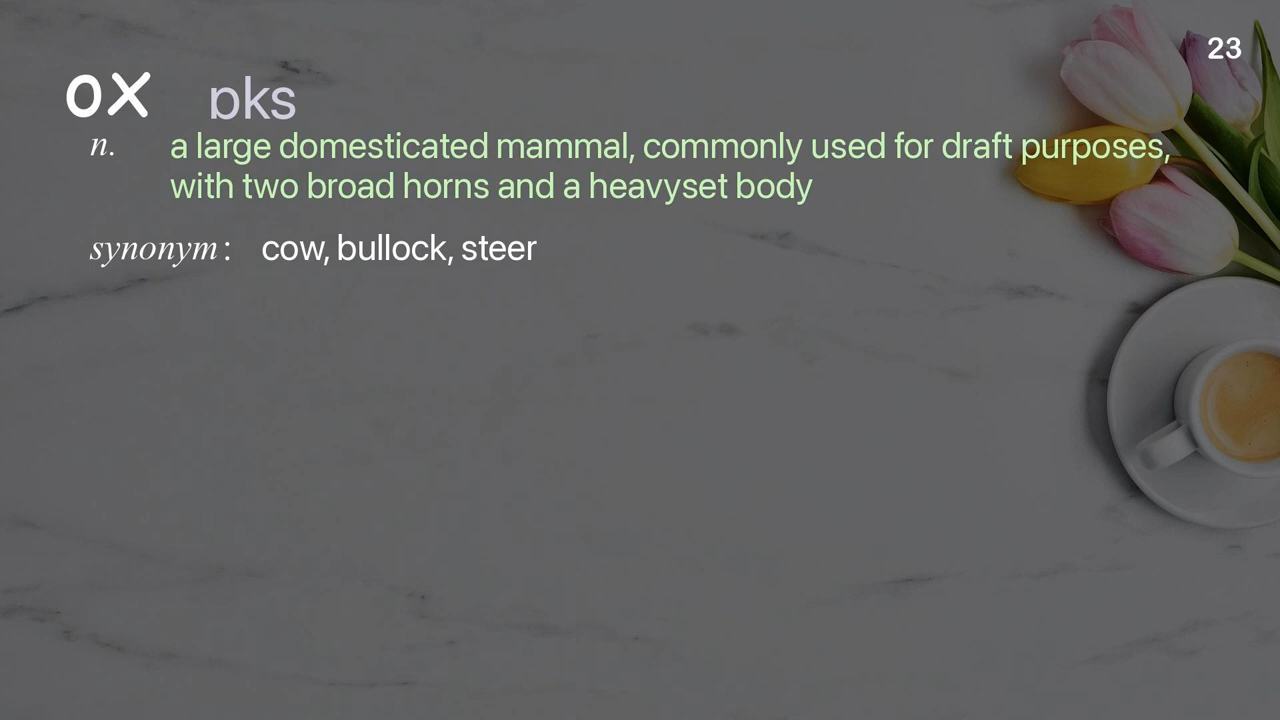 23
ox ɒks
n. a large domesticated mammal, commonly used for draft purposes,
with two broad horns and a heavyset body
synonym : cow, bullock, steer